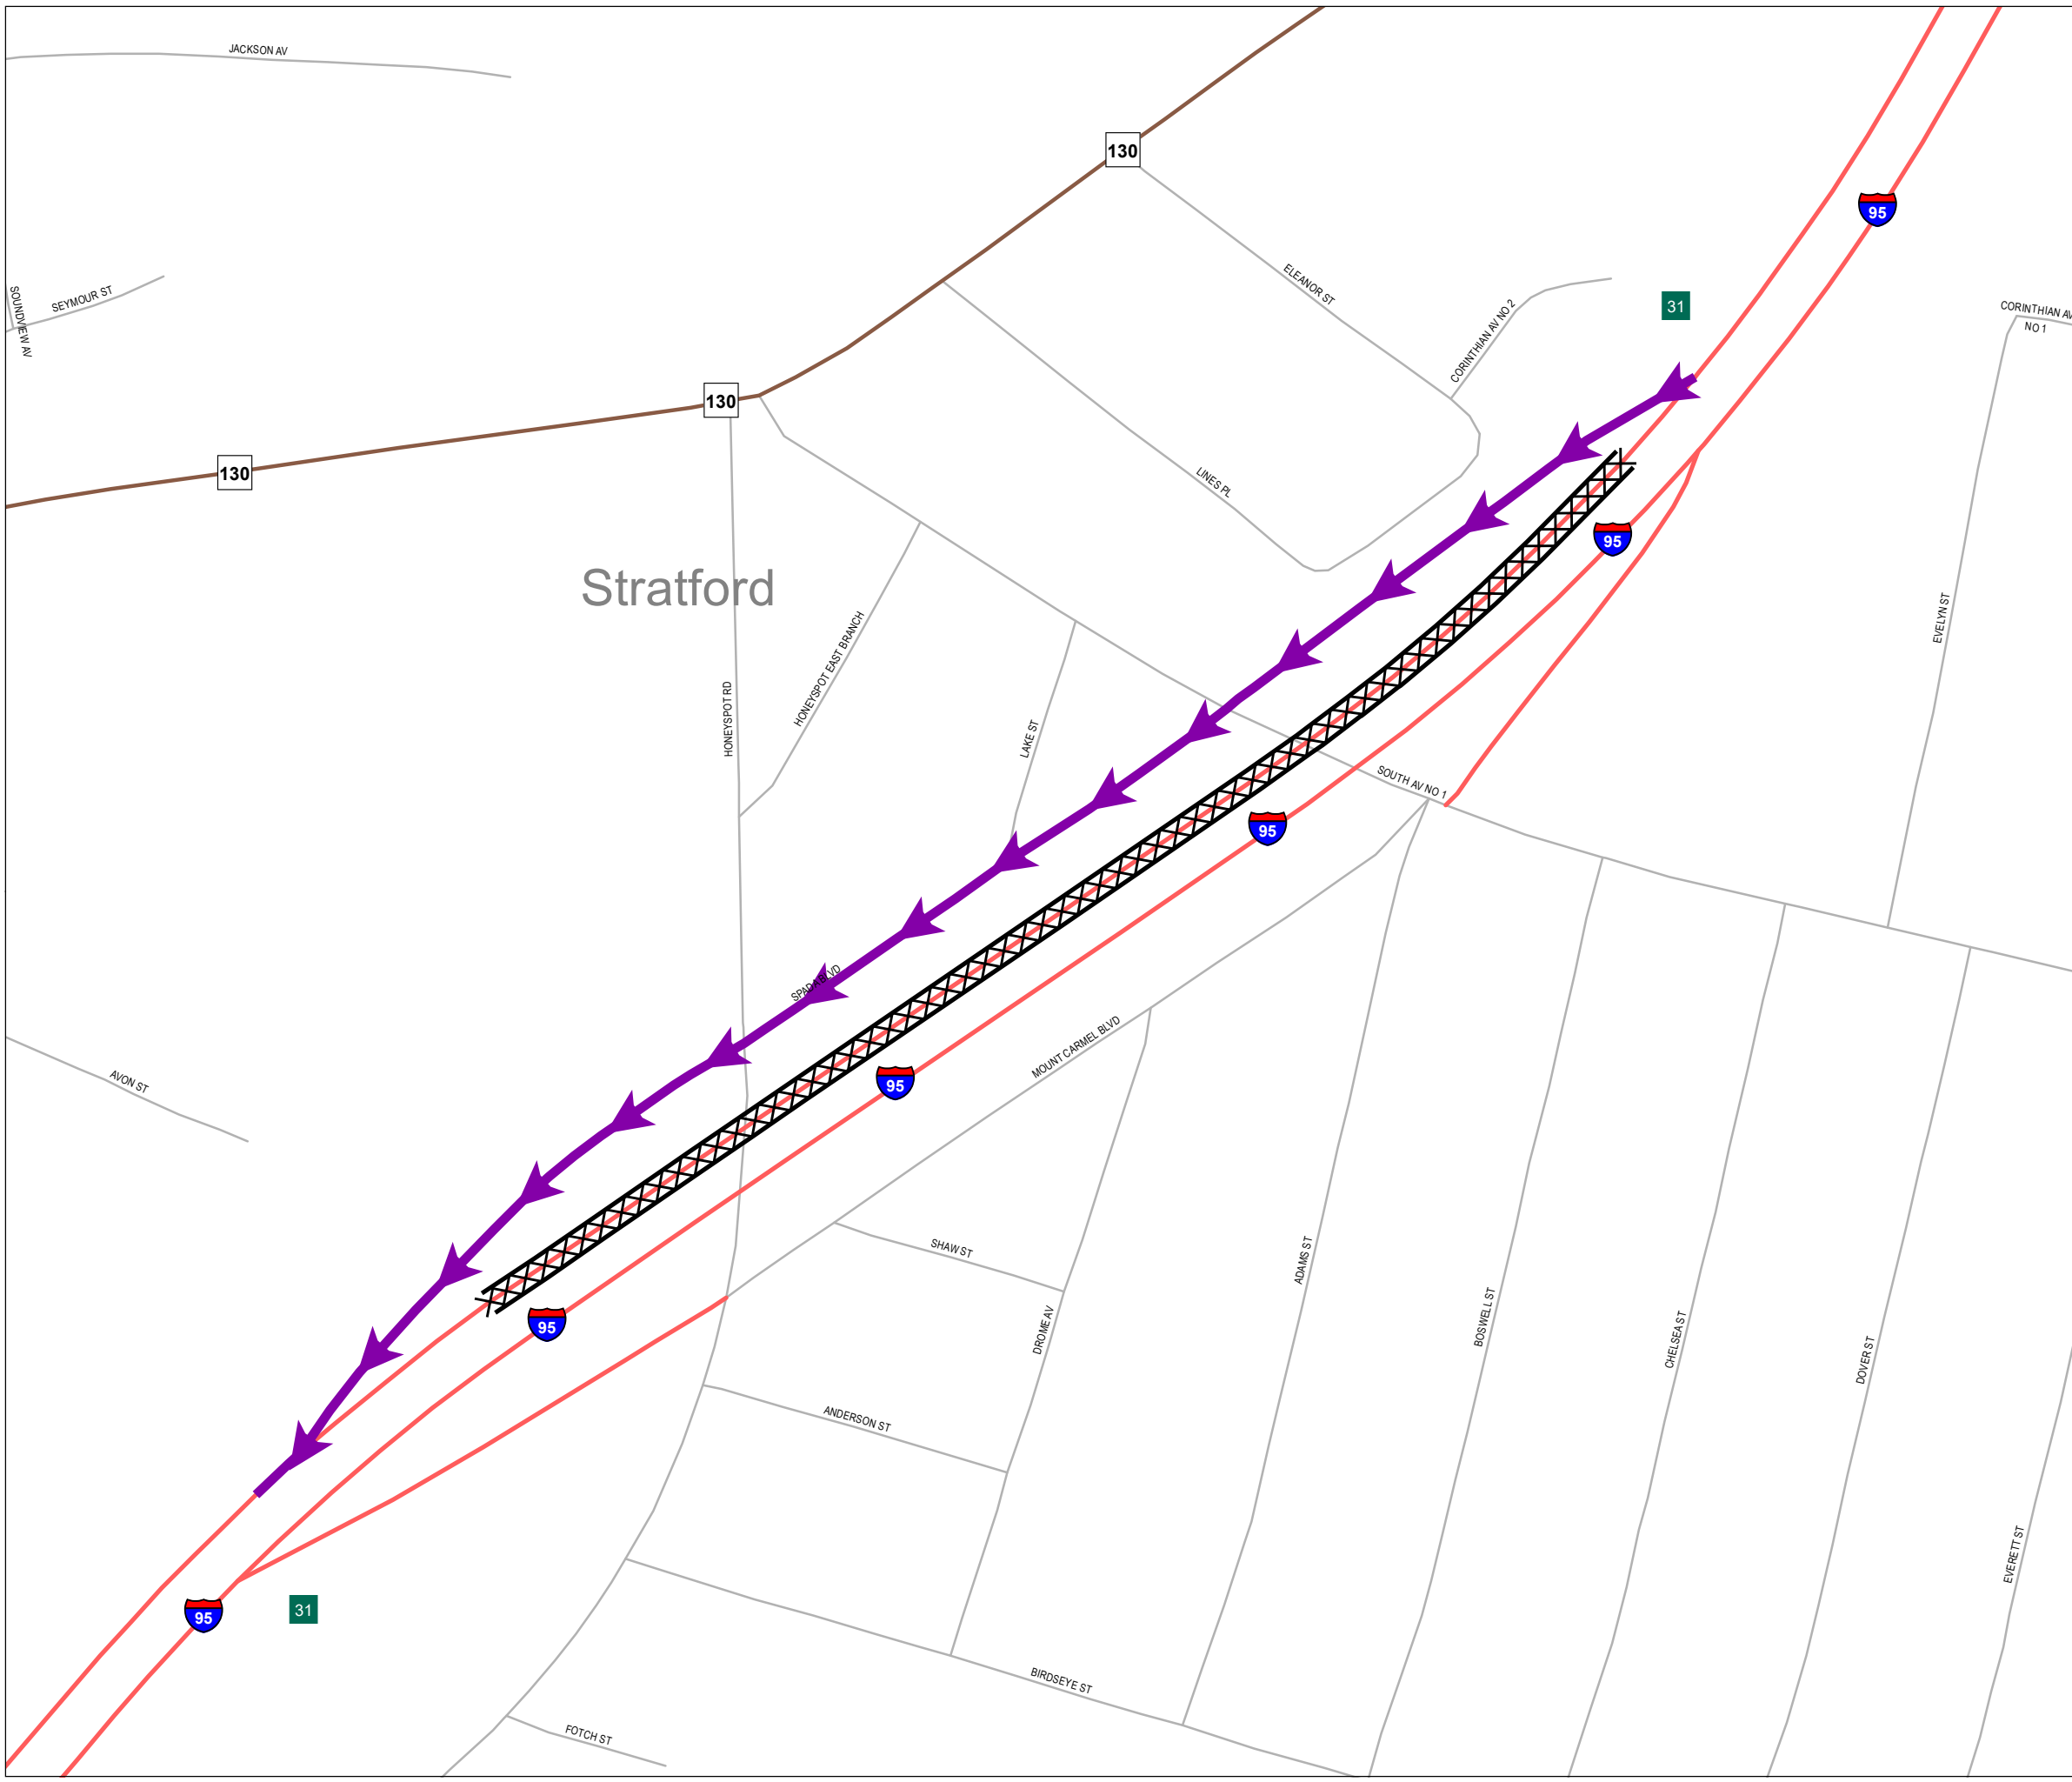 JACKSON AV
130
95
ELEANOR ST
SEYMOUR ST
SOUNDVIEW AV
CORINTHIAN AV NO 2
31
CORINTHIAN AV
NO 1
130
130
LINES PL
95
Stratford
EVELYN ST
HONEYSPOT EAST BRANCH
HONEYSPOT RD
LAKE ST
SOUTH AV NO 1
95
SPADA BLVD
MOUNT CARMEL BLVD
95
AVON ST
SHAW ST
ADAMS ST
BOSWELL ST
95
DROME AV
CHELSEA ST
DOVER ST
ANDERSON ST
EVERETT ST
95
31
BIRDSEYE ST
FOTCH ST